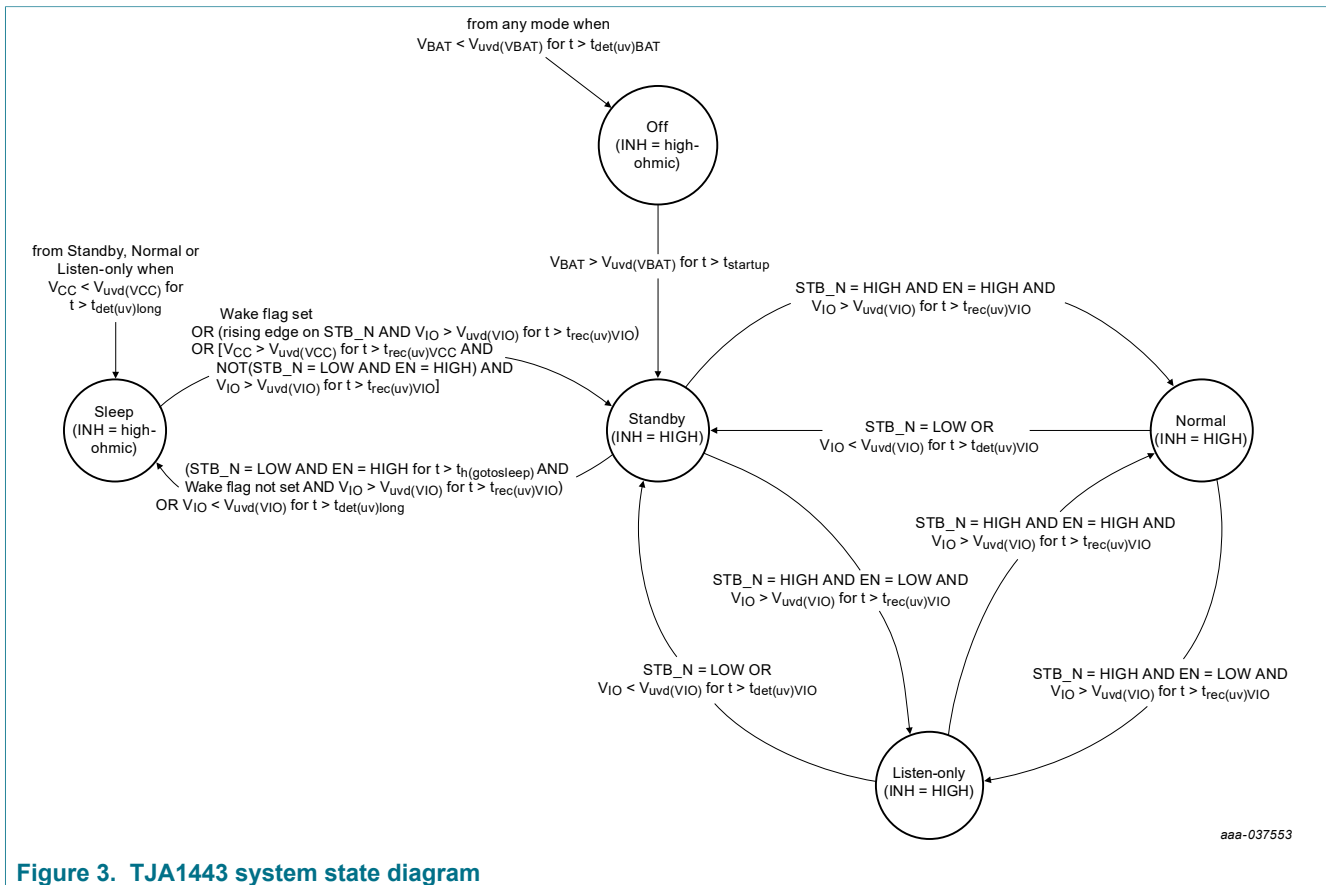 from any mode when
VBAT < Vuvd(VBAT) for t > tdet(uv)BAT
Off
(INH = high-
ohmic)
VBAT > Vuvd(VBAT) for t > tstartup
from Standby, Normal or
Listen-only when
VCC < Vuvd(VCC) for
t > tdet(uv)long
Wake flag set
OR (rising edge on STB_N AND VIO > Vuvd(VIO) for t > trec(uv)VIO)
OR [VCC > Vuvd(VCC) for t > trec(uv)VCC AND
NOT(STB_N = LOW AND EN = HIGH) AND
VIO > Vuvd(VIO) for t > trec(uv)VIO]
STB_N = HIGH AND EN = HIGH AND
VIO > Vuvd(VIO) for t > trec(uv)VIO
Sleep
(INH = high-
ohmic)
Standby
(INH = HIGH)
STB_N = LOW OR
VIO < Vuvd(VIO) for t > tdet(uv)VIO
Normal
(INH = HIGH)
(STB_N = LOW AND EN = HIGH for t > th(gotosleep) AND
Wake flag not set AND VIO > Vuvd(VIO) for t > trec(uv)VIO)
OR VIO < Vuvd(VIO) for t > tdet(uv)long
STB_N = HIGH AND EN = HIGH AND
VIO > Vuvd(VIO) for t > trec(uv)VIO
STB_N = HIGH AND EN = LOW AND
VIO > Vuvd(VIO) for t > trec(uv)VIO
STB_N = LOW OR
VIO < Vuvd(VIO) for t > tdet(uv)VIO
STB_N = HIGH AND EN = LOW AND
VIO > Vuvd(VIO) for t > trec(uv)VIO
Listen-only
(INH = HIGH)
aaa-037553
Figure 3. TJA1443 system state diagram